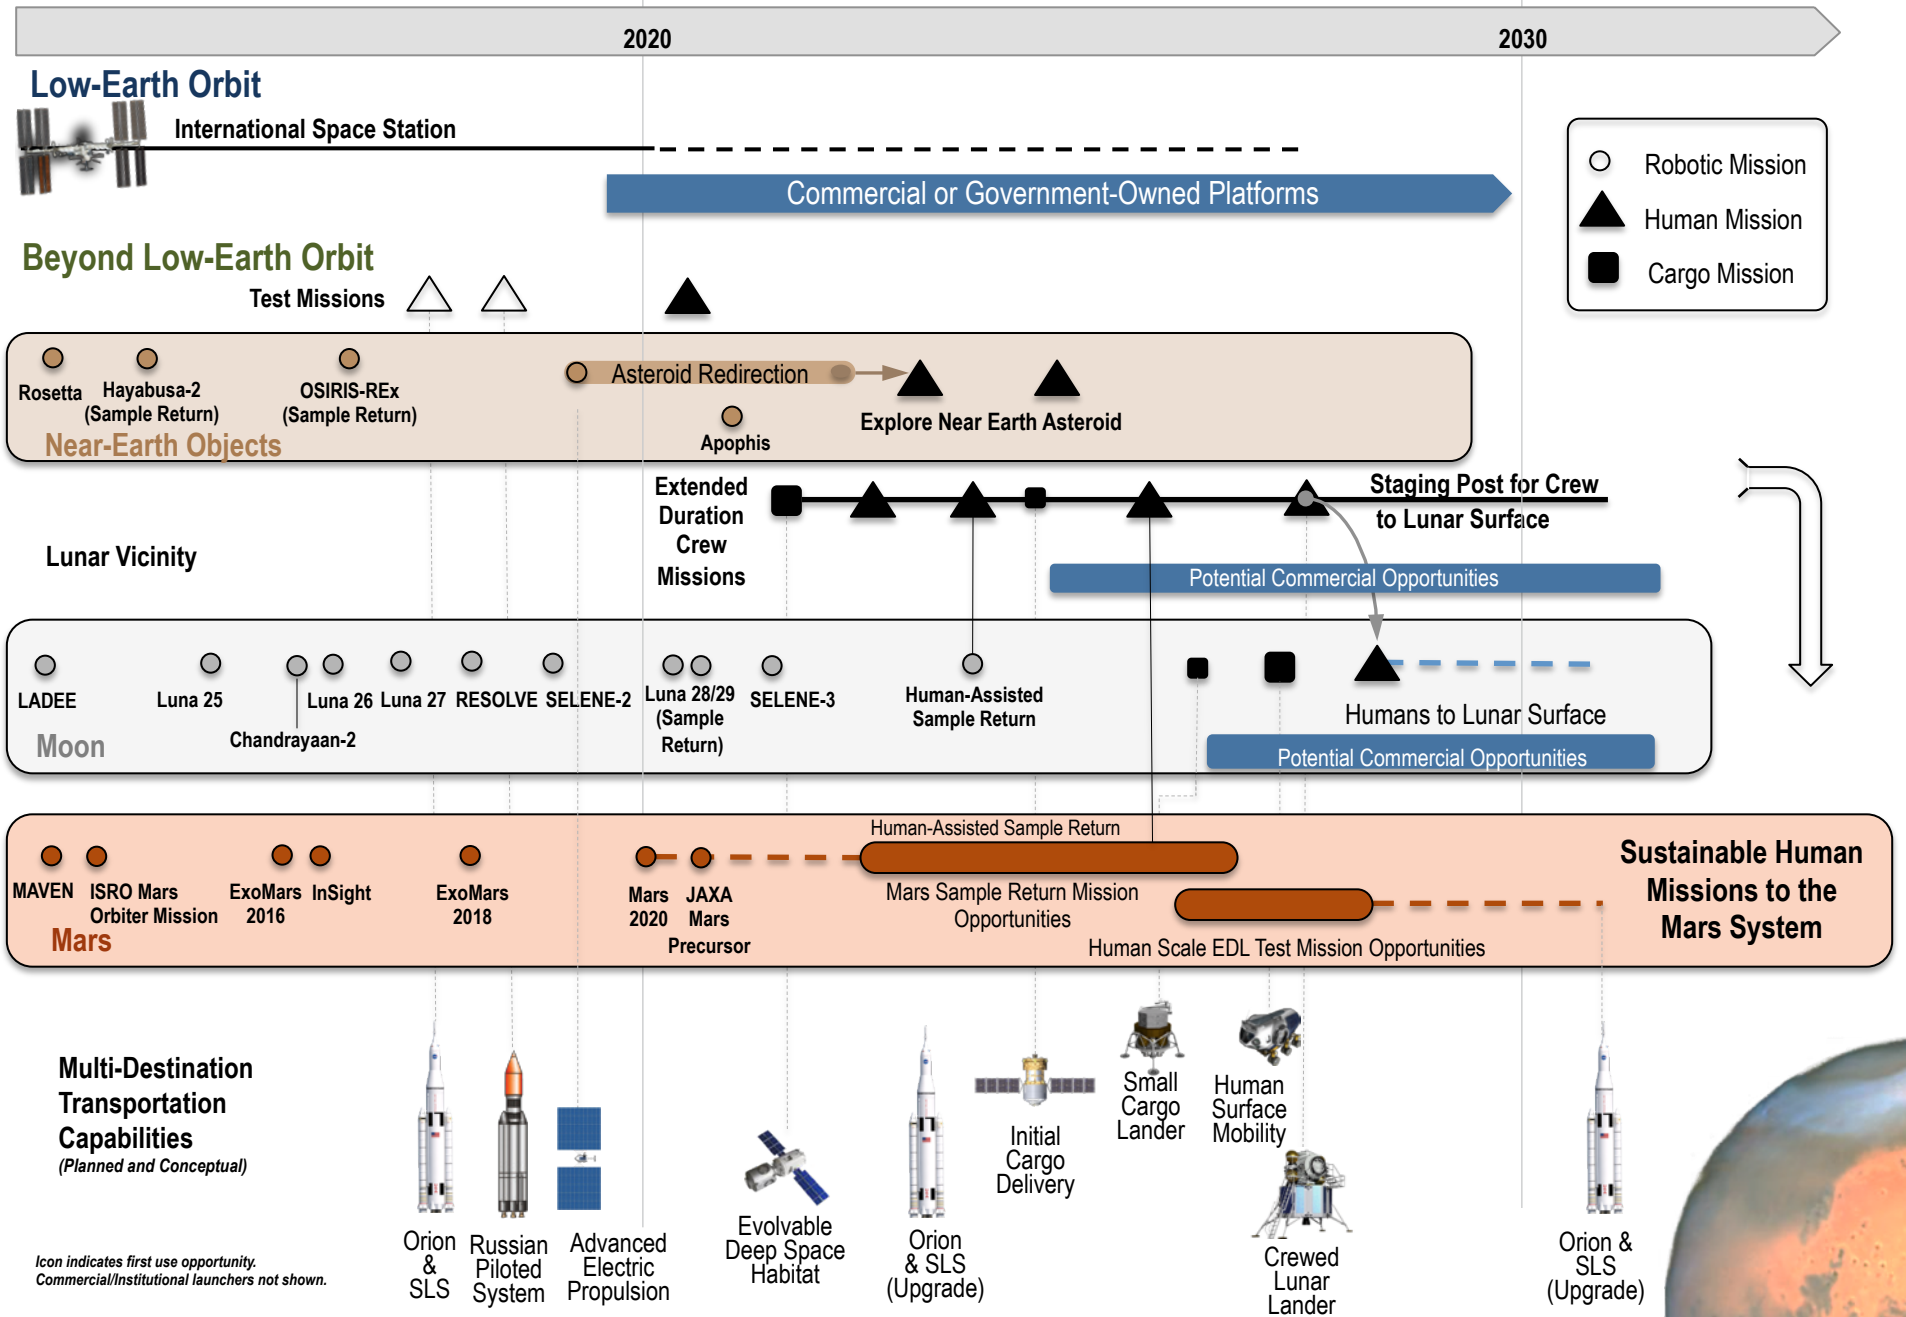 2020
2030
Low-Earth Orbit
International Space Station
Commercial or Government-Owned Platforms
Robotic Mission
Human Mission
Cargo Mission
Beyond Low-Earth Orbit
Test Missions
Rosetta
Hayabusa-2
(Sample Return)
OSIRIS-REx
(Sample Return)
Asteroid Redirection
Apophis
Explore Near Earth Asteroid
Near-Earth Objects
Extended
Duration
Crew
Missions
Staging Post for Crew
to Lunar Surface
Lunar Vicinity
Potential Commercial Opportunities
LADEE
Luna 25
Chandrayaan-2
Luna 26
Luna 27
RESOLVE
SELENE-2
Luna 28/29
(Sample
Return)
SELENE-3
Human-Assisted
Sample Return
Humans to Lunar Surface
Potential Commercial Opportunities
Moon
Human-Assisted Sample Return
MAVEN
ISRO Mars
Orbiter Mission
ExoMars
2016
InSight
ExoMars
2018
Mars
2020
JAXA
Mars
Precursor
Mars Sample Return Mission
Opportunities
Human Scale EDL Test Mission Opportunities
Sustainable Human
Missions to the
Mars System
Mars
Multi-Destination
Transportation
Capabilities
(Planned and Conceptual)
Icon indicates first use opportunity.
Commercial/Institutional launchers not shown.
Orion
&
SLS
Russian
Piloted
System
Advanced
Electric
Propulsion
Evolvable
Deep Space
Habitat
Orion
& SLS
(Upgrade)
Initial
Cargo
Delivery
Small
Cargo
Lander
Human
Surface
Mobility
Crewed
Lunar
Lander
Orion &
SLS
(Upgrade)